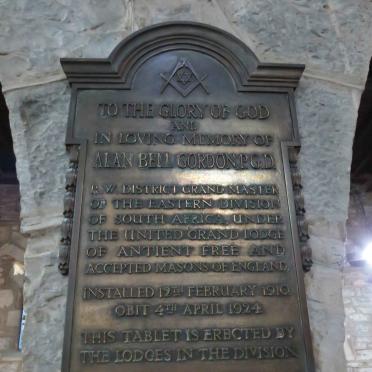 TO THE GLORY OF GOD
AND
IN LOVING MEMORY OF
ALAN BELL GORDON, P.G.D.
R.W. DISTRICT GRAND MASTER
OF THE EASTERN DIVISION
OF SOUTH AFRICA, UNDER
THE UNITED GRAND LODGE
OF ANTIENT FREE AND
ACCEPTED MASONS OF ENGLAND.
INSTALLED 12TH FEBRUARY 1910.
OBIT 4TH APRIL 1924.
THIS TABLET IS ERECTED BY
THE LODGES IN THE DIVISION